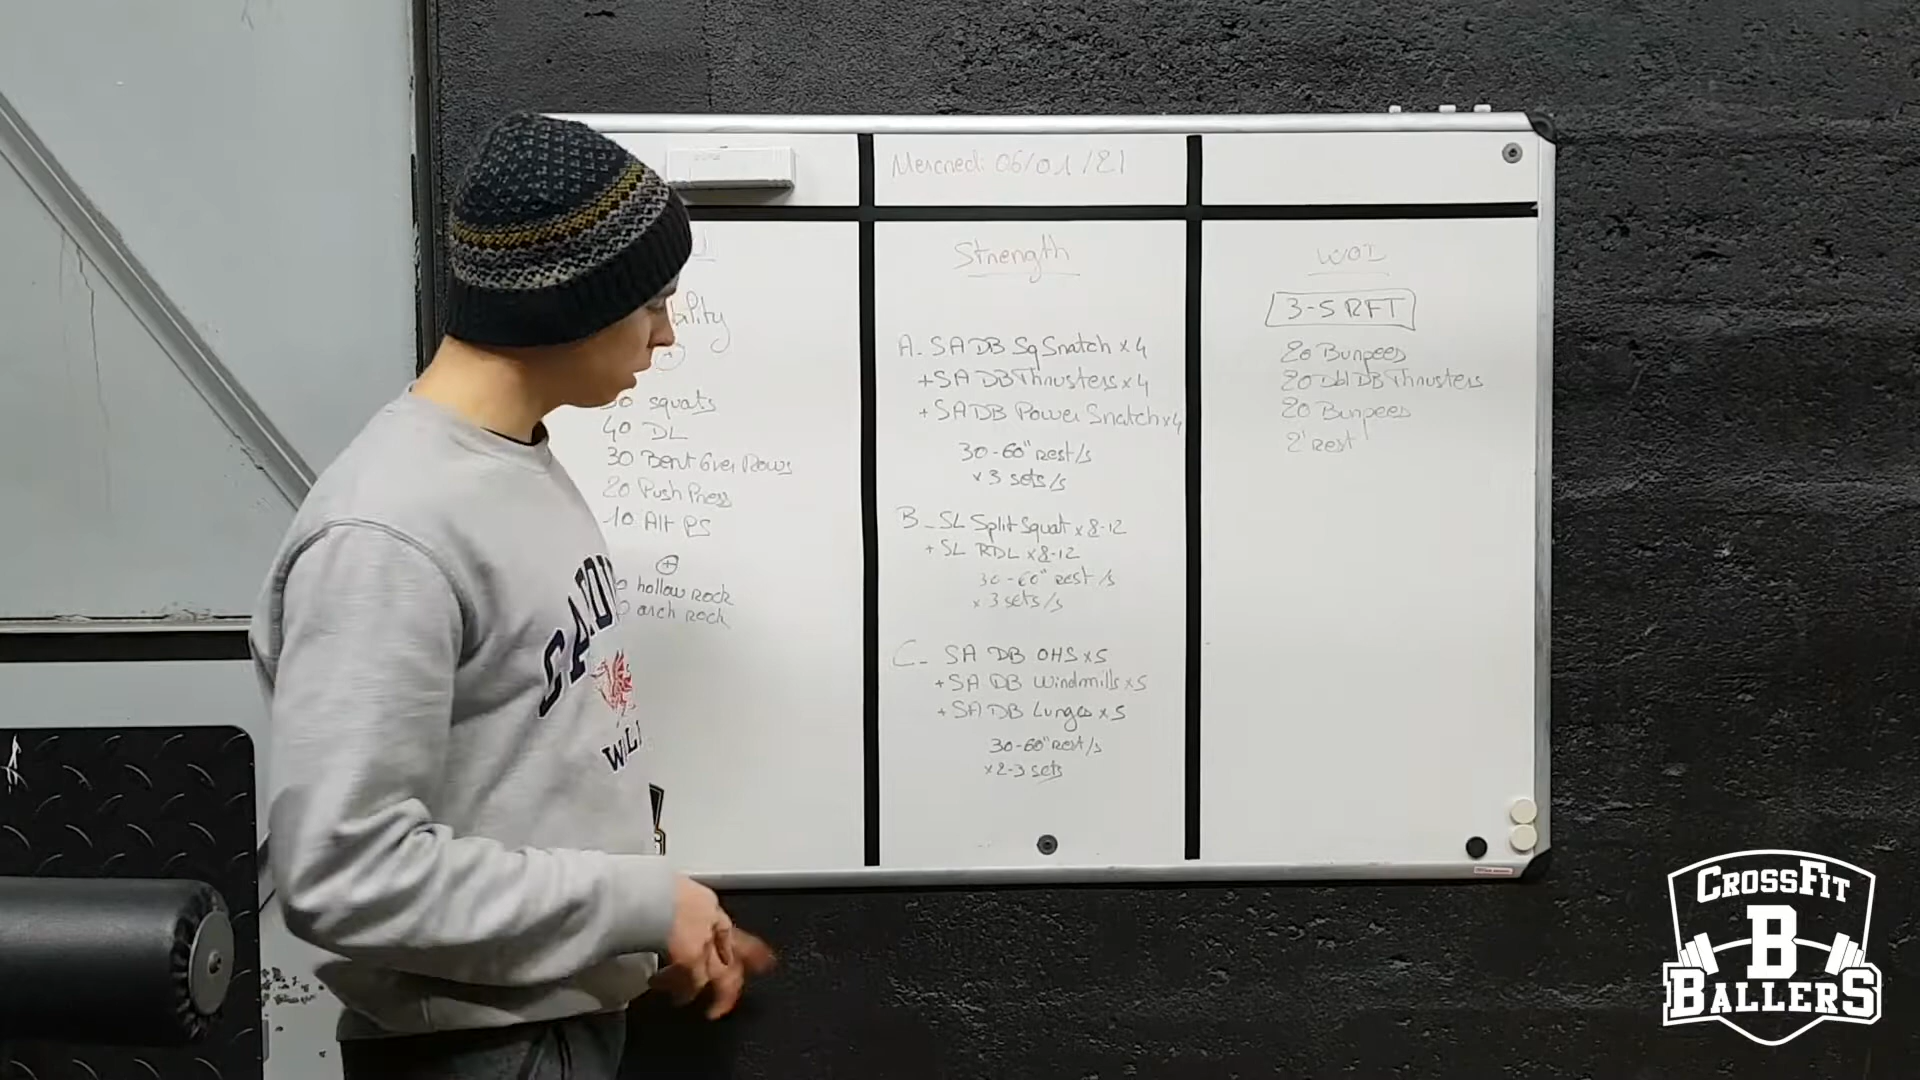 Mercredi 06/01/21
Mobility
50 squats
40 DL
30 Bent Over Rows
20 Push Press
10 Alt PS
+
hollow rock
arch rock
Strength
A. SA DB Sq Snatch x 4
+ SA DB Thrusters x 4
+ SA DB Power Snatch x 4
30-60" rest/s
x 3 sets/s
B_ SL Split Squat x 8-12
+ SL RDL x 8-12
30-60" rest/s
x 3 sets/s
C_ SA DB OHS x 5
+ SA DB Windmills x 5
+ SA DB Lunges x 5
30-60" rest/s
x 2-3 sets
WOD
3-5 RFT
20 Burpees
20 Dbl DB Thrusters
20 Burpees
2' rest
CROSSFIT
B
BALLERS